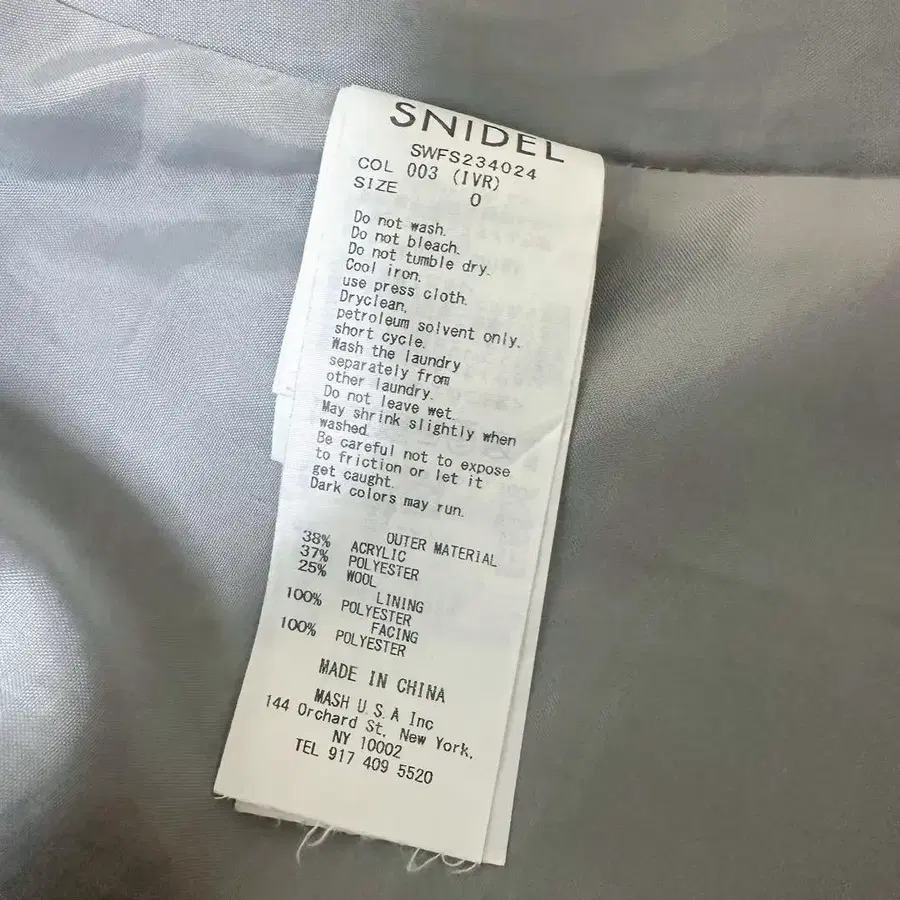 SNIDEL
SWFS234024
COL 003 (IVR)
SIZE 0
Do not wash.
Do not bleach.
Do not tumble dry.
Cool iron,
use press cloth.
Dryclean,
petroleum solvent only.
short cycle.
Wash the laundry
separately from
other laundry.
Do not leave wet.
May shrink slightly when
washed.
Be careful not to expose
to friction or let it
get caught.
Dark colors may run.
OUTER MATERIAL
38% ACRYLIC
37% POLYESTER
25% WOOL
LINING
100% POLYESTER
FACING
100% POLYESTER
MADE IN CHINA
MASH U.S.A Inc
144 Orchard St, New York,
NY 10002
TEL 917 409 5520